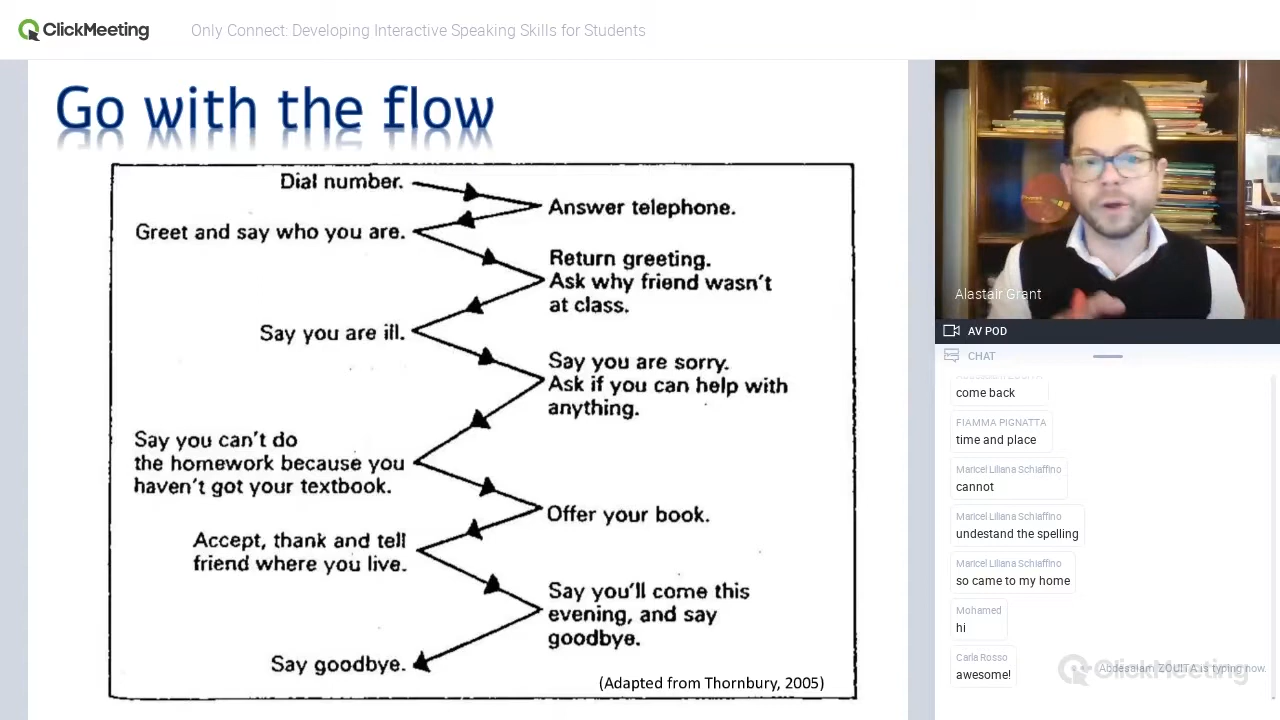 ClickMeeting
Only Connect: Developing Interactive Speaking Skills for Students
Go with the flow
Dial number.
Answer telephone.
Greet and say who you are.
Return greeting.
Ask why friend wasn't
at class.
Say you are ill.
Say you are sorry.
Ask if you can help with
anything.
Say you can't do
the homework because you
haven't got your textbook.
Offer your book.
Accept, thank and tell
friend where you live.
Say you'll come this
evening, and say
goodbye.
Say goodbye.
(Adapted from Thornbury, 2005)
Alastair Grant
AV POD
CHAT
come back
FIAMMA PIGNATTA
time and place
Maricel Liliana Schiaffino
cannot
Maricel Liliana Schiaffino
undestand the spelling
Maricel Liliana Schiaffino
so came to my home
Mohamed
hi
Carla Rosso
awesome!
ClickMeeting
Abdesslam ZOUITA is typing now.